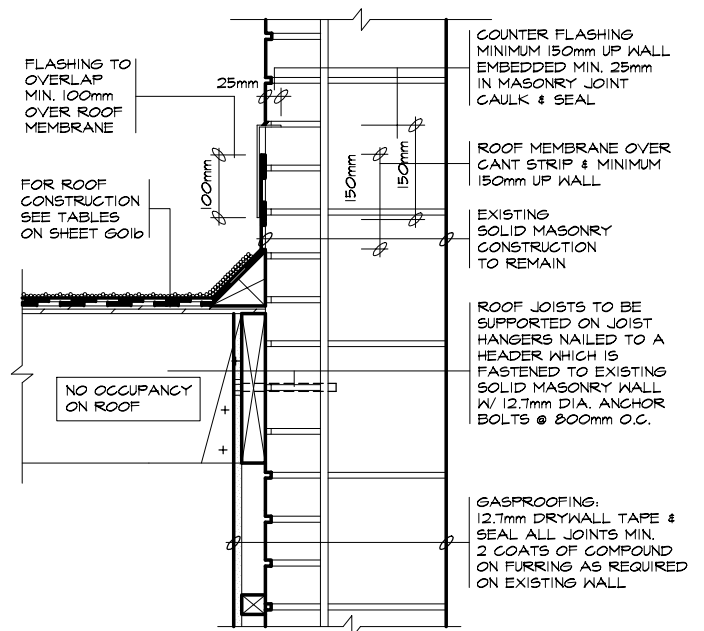 FLASHING TO
OVERLAP
MIN. 100mm
OVER ROOF
MEMBRANE
FOR ROOF
CONSTRUCTION
SEE TABLES
ON SHEET G016
25mm
100mm
150mm
150mm
NO OCCUPANCY
ON ROOF
COUNTER FLASHING
MINIMUM 150mm UP WALL
EMBEDDED MIN. 25mm
IN MASONRY JOINT
CAULK & SEAL
ROOF MEMBRANE OVER
CANT STRIP & MINIMUM
150mm UP WALL
EXISTING
SOLID MASONRY
CONSTRUCTION
TO REMAIN
ROOF JOISTS TO BE
SUPPORTED ON JOIST
HANGERS NAILED TO A
HEADER WHICH IS
FASTENED TO EXISTING
SOLID MASONRY WALL
W/ 12.7mm DIA. ANCHOR
BOLTS @ 800mm O.C.
GASPROOFING:
12.7mm DRYWALL TAPE &
SEAL ALL JOINTS MIN.
2 COATS OF COMPOUND
ON FURRING AS REQUIRED
ON EXISTING WALL